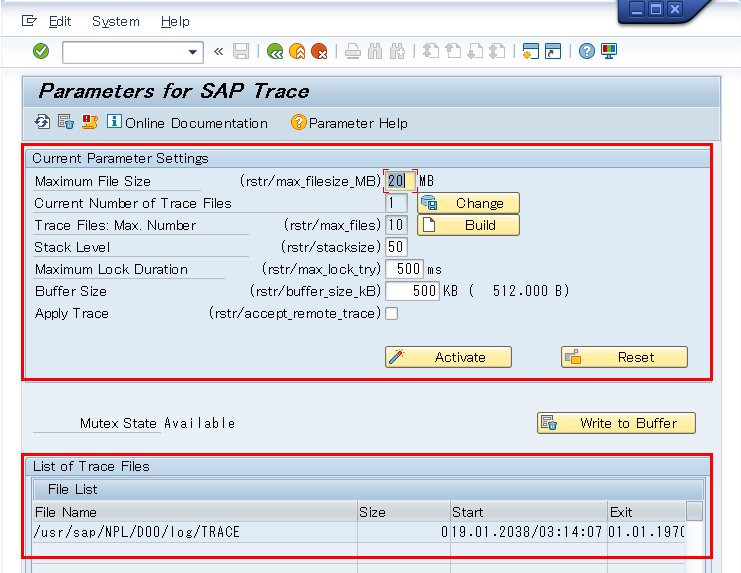 Edit System Help
Parameters for SAP Trace
Online Documentation Parameter Help
Current Parameter Settings
Maximum File Size (rstr/max_filesize_MB) 20 MB
Current Number of Trace Files 1 Change
Trace Files: Max. Number (rstr/max_files) 10 Build
Stack Level (rstr/stacksize) 50
Maximum Lock Duration (rstr/max_lock_try) 500 ms
Buffer Size (rstr/buffer_size_kB) 500 KB ( 512.000 B)
Apply Trace (rstr/accept_remote_trace)
Activate Reset
Mutex State Available Write to Buffer
List of Trace Files
File List
File Name Size Start Exit
/usr/sap/NPL/D00/log/TRACE 0 19.01.2038/03:14:07 01.01.1970